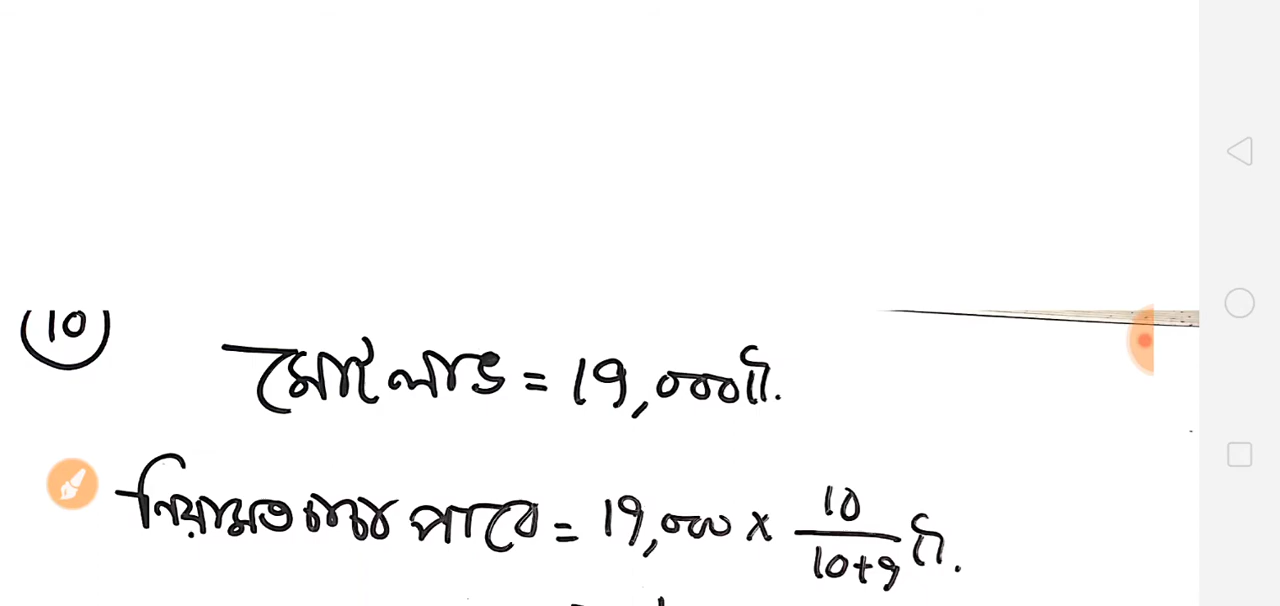 (10)
মোট লাভ = 19,000 টা.
নিয়ামত চাচা পাবে = 19,000 × 10/(10+9) টা.